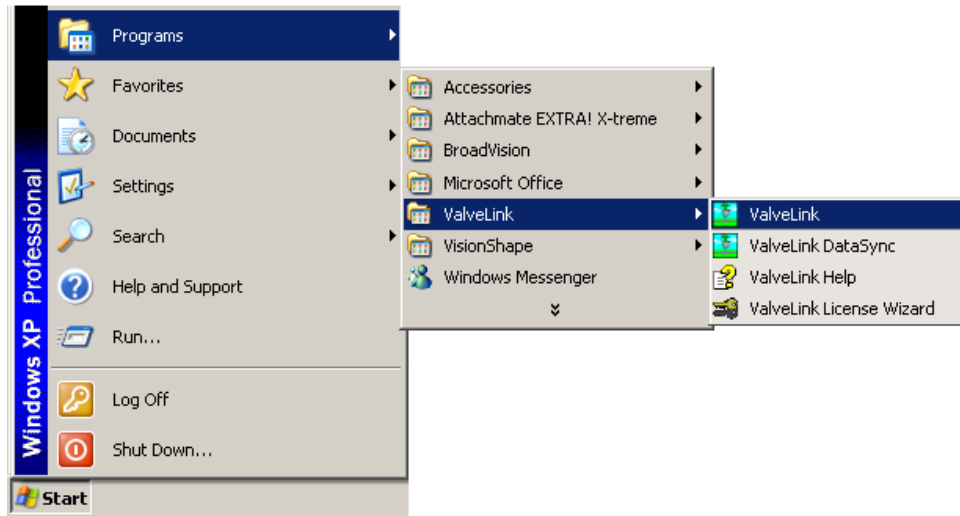 Windows XP Professional
Programs
Favorites
Documents
Settings
Search
Help and Support
Run...
Log Off
Shut Down...
Start
Accessories
Attachmate EXTRA! X-treme
BroadVision
Microsoft Office
ValveLink
VisionShape
Windows Messenger
ValveLink
ValveLink DataSync
ValveLink Help
ValveLink License Wizard